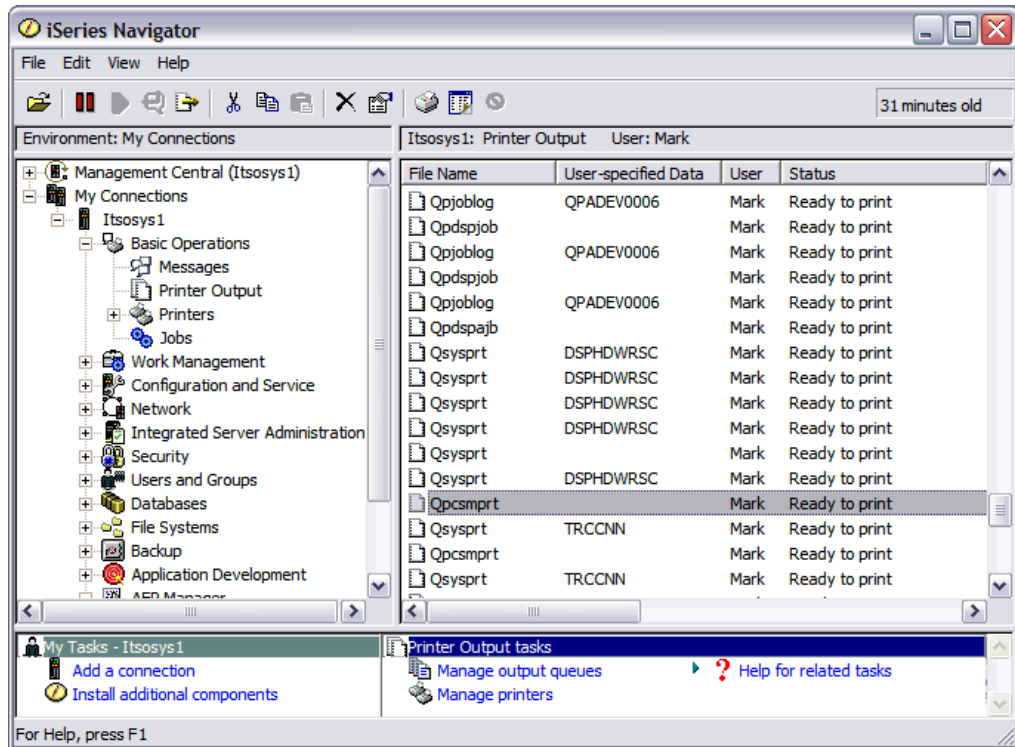 iSeries Navigator
File Edit View Help
31 minutes old
Environment: My Connections
Itsosys1: Printer Output User: Mark
Management Central (Itsosys1)
My Connections
Itsosys1
Basic Operations
Messages
Printer Output
Printers
Jobs
Work Management
Configuration and Service
Network
Integrated Server Administration
Security
Users and Groups
Databases
File Systems
Backup
Application Development
AFP Manager
File Name User-specified Data User Status
Qpjoblog QPADEV0006 Mark Ready to print
Qpdspjob Mark Ready to print
Qpjoblog QPADEV0006 Mark Ready to print
Qpdspjob Mark Ready to print
Qpjoblog QPADEV0006 Mark Ready to print
Qpdspajb Mark Ready to print
Qsysprt DSPHDWRSC Mark Ready to print
Qsysprt DSPHDWRSC Mark Ready to print
Qsysprt DSPHDWRSC Mark Ready to print
Qsysprt DSPHDWRSC Mark Ready to print
Qsysprt Mark Ready to print
Qsysprt DSPHDWRSC Mark Ready to print
Qpcsmprt Mark Ready to print
Qsysprt TRCCNN Mark Ready to print
Qpcsmprt Mark Ready to print
Qsysprt TRCCNN Mark Ready to print
My Tasks - Itsosys1
Add a connection
Install additional components
Printer Output tasks
Manage output queues
Manage printers
Help for related tasks
For Help, press F1